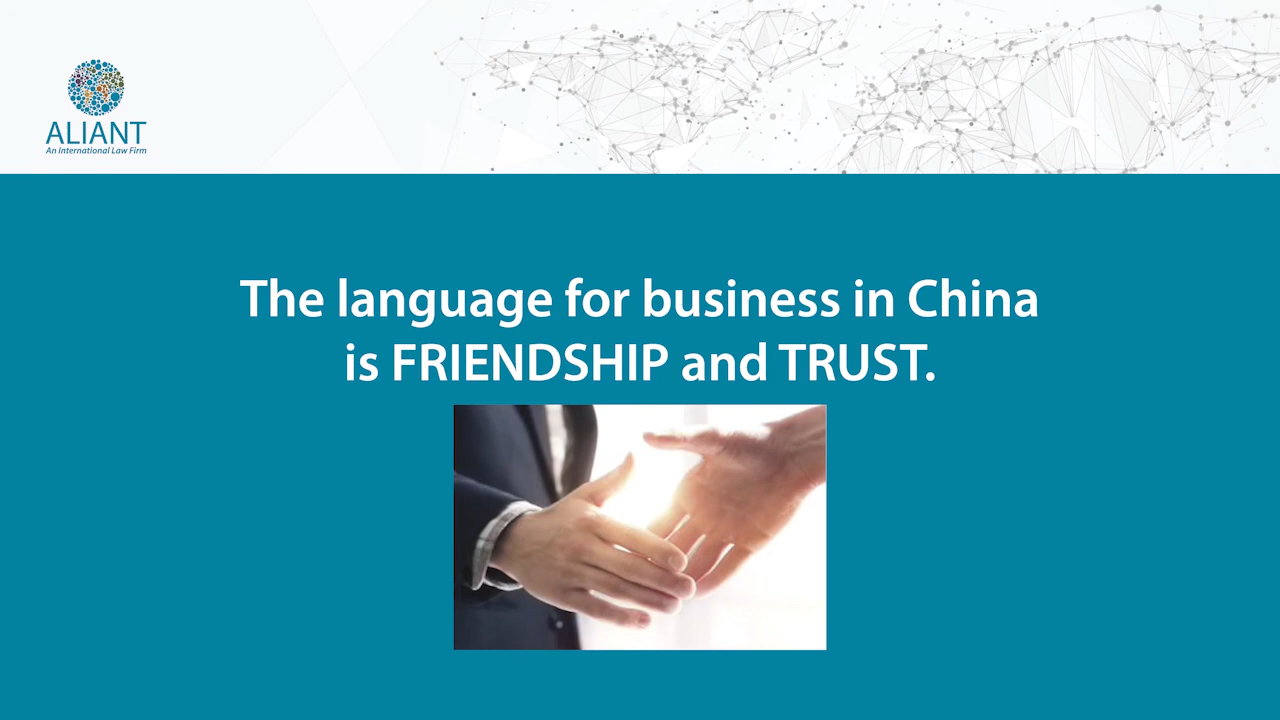 ALIANT
An International Law Firm
The language for business in China
is FRIENDSHIP and TRUST.